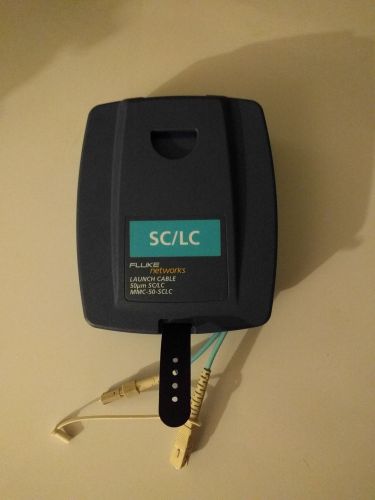 SC/LC
FLUKE
networks
LAUNCH CABLE
50µm SC/LC
MMC-50-SCLC